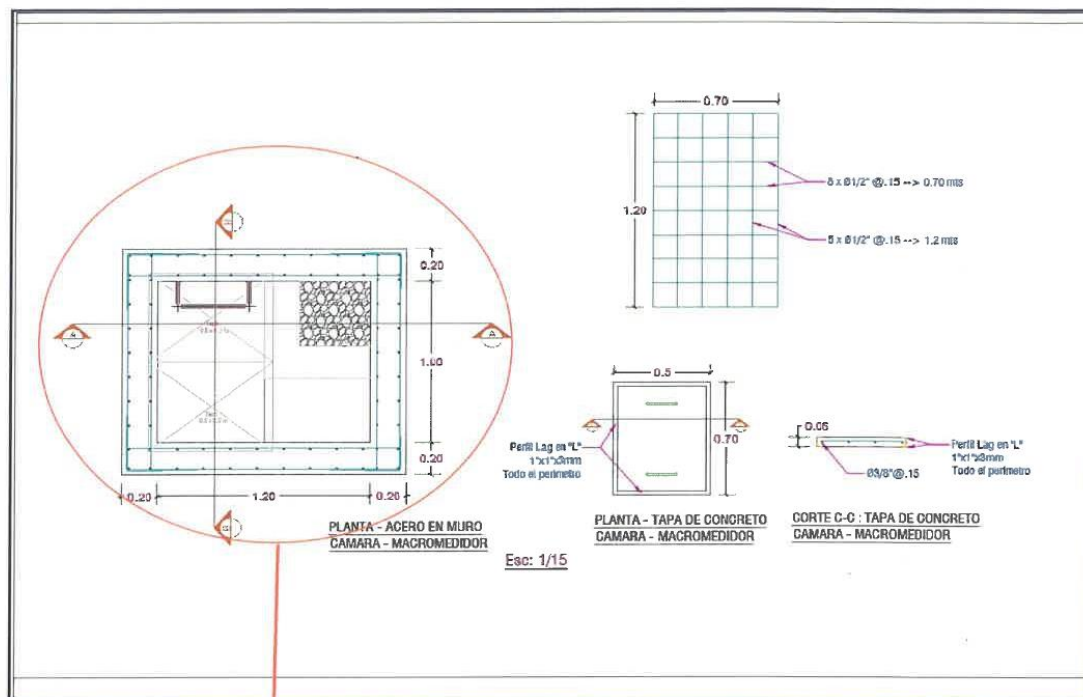 0.70
1.20
8 x Ø1/2" @.15 --> 0.70 mts
5 x Ø1/2" @.15 --> 1.2 mts
0.20
1.00
0.20
A
A
0.20
1.20
0.20
PLANTA - ACERO EN MURO
CAMARA - MACROMEDIDOR
Esc: 1/15
0.5
0.70
Perfil Lag en "L"
1"x1"x3mm
Todo el perimetro
PLANTA - TAPA DE CONCRETO
CAMARA - MACROMEDIDOR
0.05
Ø3/8"@.15
Perfil Lag en "L"
1"x1"x3mm
Todo el perimetro
CORTE C-C : TAPA DE CONCRETO
CAMARA - MACROMEDIDOR